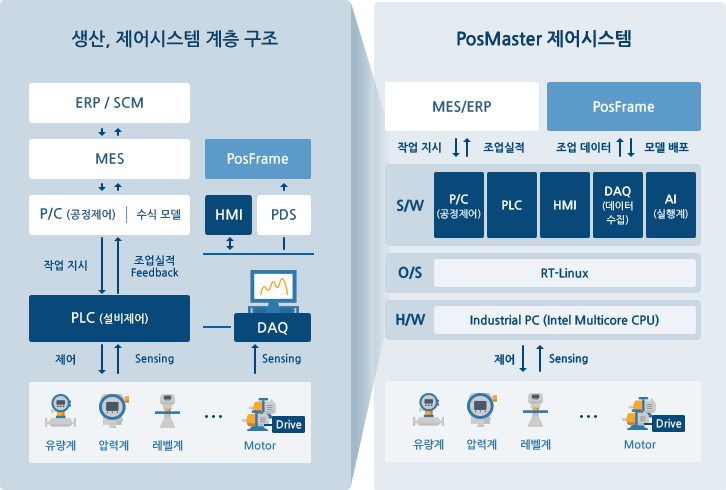 생산, 제어시스템 계층 구조
ERP / SCM
MES
PosFrame
P/C (공정제어) | 수식 모델
HMI
PDS
작업 지시
조업실적
Feedback
PLC (설비제어)
DAQ
제어
Sensing
Sensing
유량계
압력계
레벨계
...
Motor
Drive
PosMaster 제어시스템
MES/ERP
PosFrame
작업 지시
조업실적
조업 데이터
모델 배포
S/W
P/C
(공정제어)
PLC
HMI
DAQ
(데이터
수집)
AI
(실행계)
O/S
RT-Linux
H/W
Industrial PC (Intel Multicore CPU)
제어
Sensing
유량계
압력계
레벨계
...
Motor
Drive